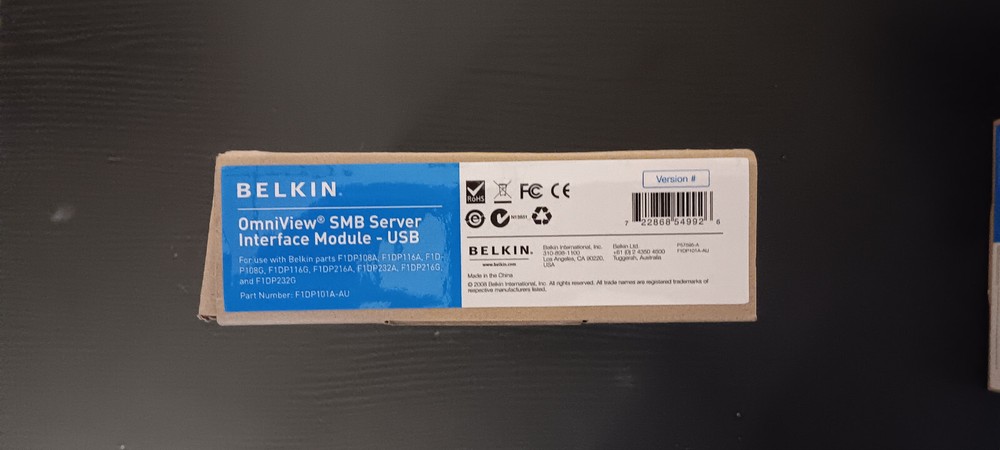 BELKIN.
OmniView® SMB Server
Interface Module - USB
For use with Belkin parts F1DP108A, F1DP116A, F1D-
P108G, F1DP116G, F1DP216A, F1DP232A, F1DP216G
and F1DP232G
Part Number: F1DP101A-AU
RoHS
FC CE
N13651
Version #
7 22868 54992 6
BELKIN.
www.belkin.com
Belkin International, Inc.
310-898-1100
Los Angeles, CA 90220,
USA
Belkin Ltd.
+61 (0) 2 4350 4600
Tuggerah, Australia
F1DP101A-AU
Made in the China
© 2008 Belkin International, Inc. All rights reserved. All trade names are registered trademarks of
respective manufacturers listed.